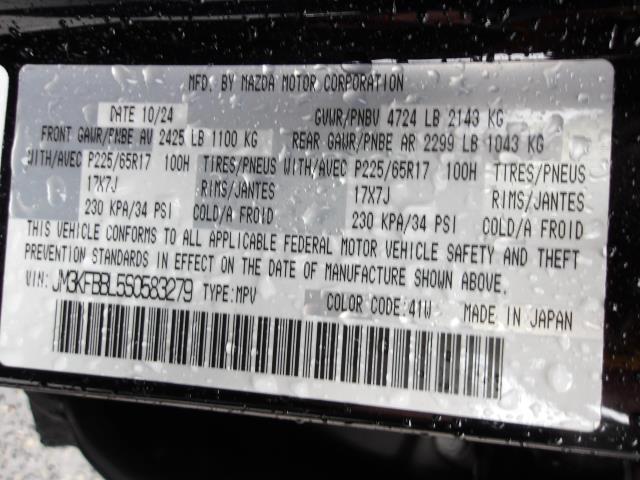 MFD. BY MAZDA MOTOR CORPORATION
DATE 10/24 GVWR/PNBV 4724 LB 2143 KG
FRONT GAWR/PNBE AV 2425 LB 1100 KG REAR GAWR/PNBE AR 2299 LB 1043 KG
WITH/AVEC P225/65R17 100H TIRES/PNEUS WITH/AVEC P225/65R17 100H TIRES/PNEUS
17X7J RIMS/JANTES 17X7J RIMS/JANTES
230 KPA/34 PSI COLD/A FROID 230 KPA/34 PSI COLD/A FROID
THIS VEHICLE CONFORMS TO ALL APPLICABLE FEDERAL MOTOR VEHICLE SAFETY AND THEFT
PREVENTION STANDARDS IN EFFECT ON THE DATE OF MANUFACTURE SHOWN ABOVE.
VIN: JM3KFBBL5S0583279 TYPE:MPV COLOR CODE:41W MADE IN JAPAN